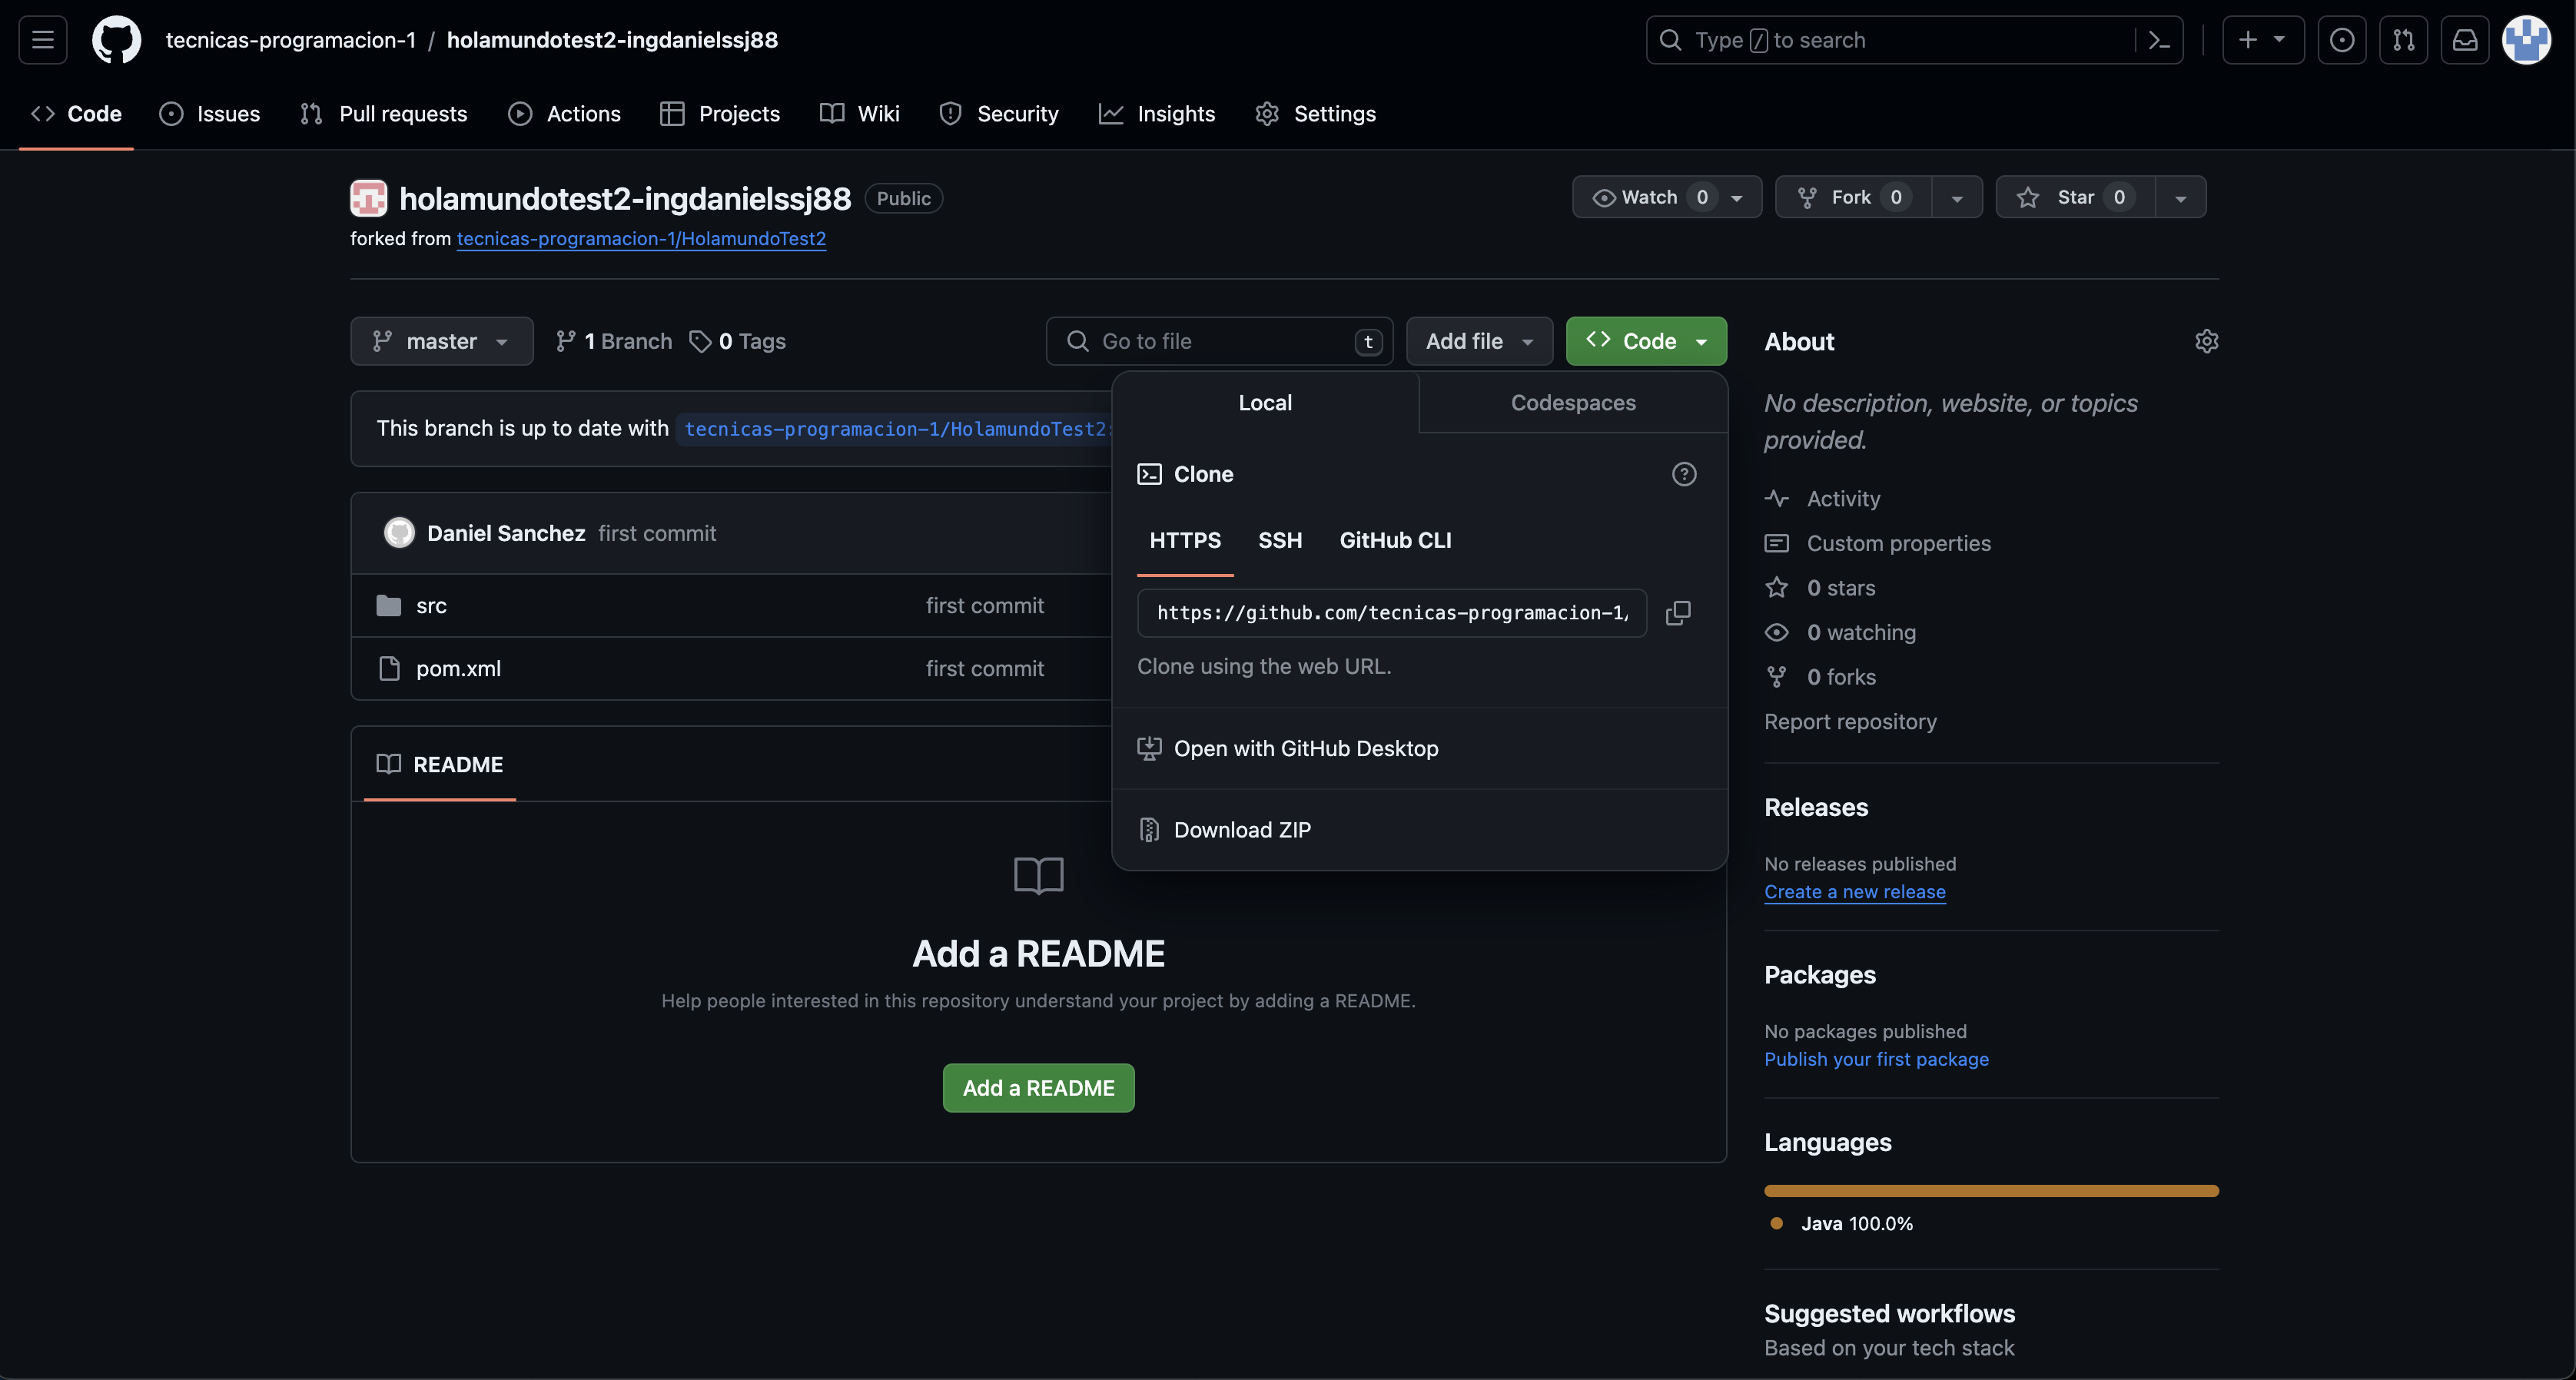 tecnicas-programacion-1 / holamundotest2-ingdanielssj88
Type / to search
Code Issues Pull requests Actions Projects Wiki Security Insights Settings
holamundotest2-ingdanielssj88 Public
Watch 0 Fork 0 Star 0
forked from tecnicas-programacion-1/HolamundoTest2
master 1 Branch 0 Tags
Go to file t
Add file
Code
This branch is up to date with tecnicas-programacion-1/HolamundoTest2:
Daniel Sanchez first commit
src first commit
pom.xml first commit
README
Add a README
Help people interested in this repository understand your project by adding a README.
Add a README
Local Codespaces
Clone
HTTPS SSH GitHub CLI
https://github.com/tecnicas-programacion-1/
Clone using the web URL.
Open with GitHub Desktop
Download ZIP
About
No description, website, or topics
provided.
Activity
Custom properties
0 stars
0 watching
0 forks
Report repository
Releases
No releases published
Create a new release
Packages
No packages published
Publish your first package
Languages
Java 100.0%
Suggested workflows
Based on your tech stack